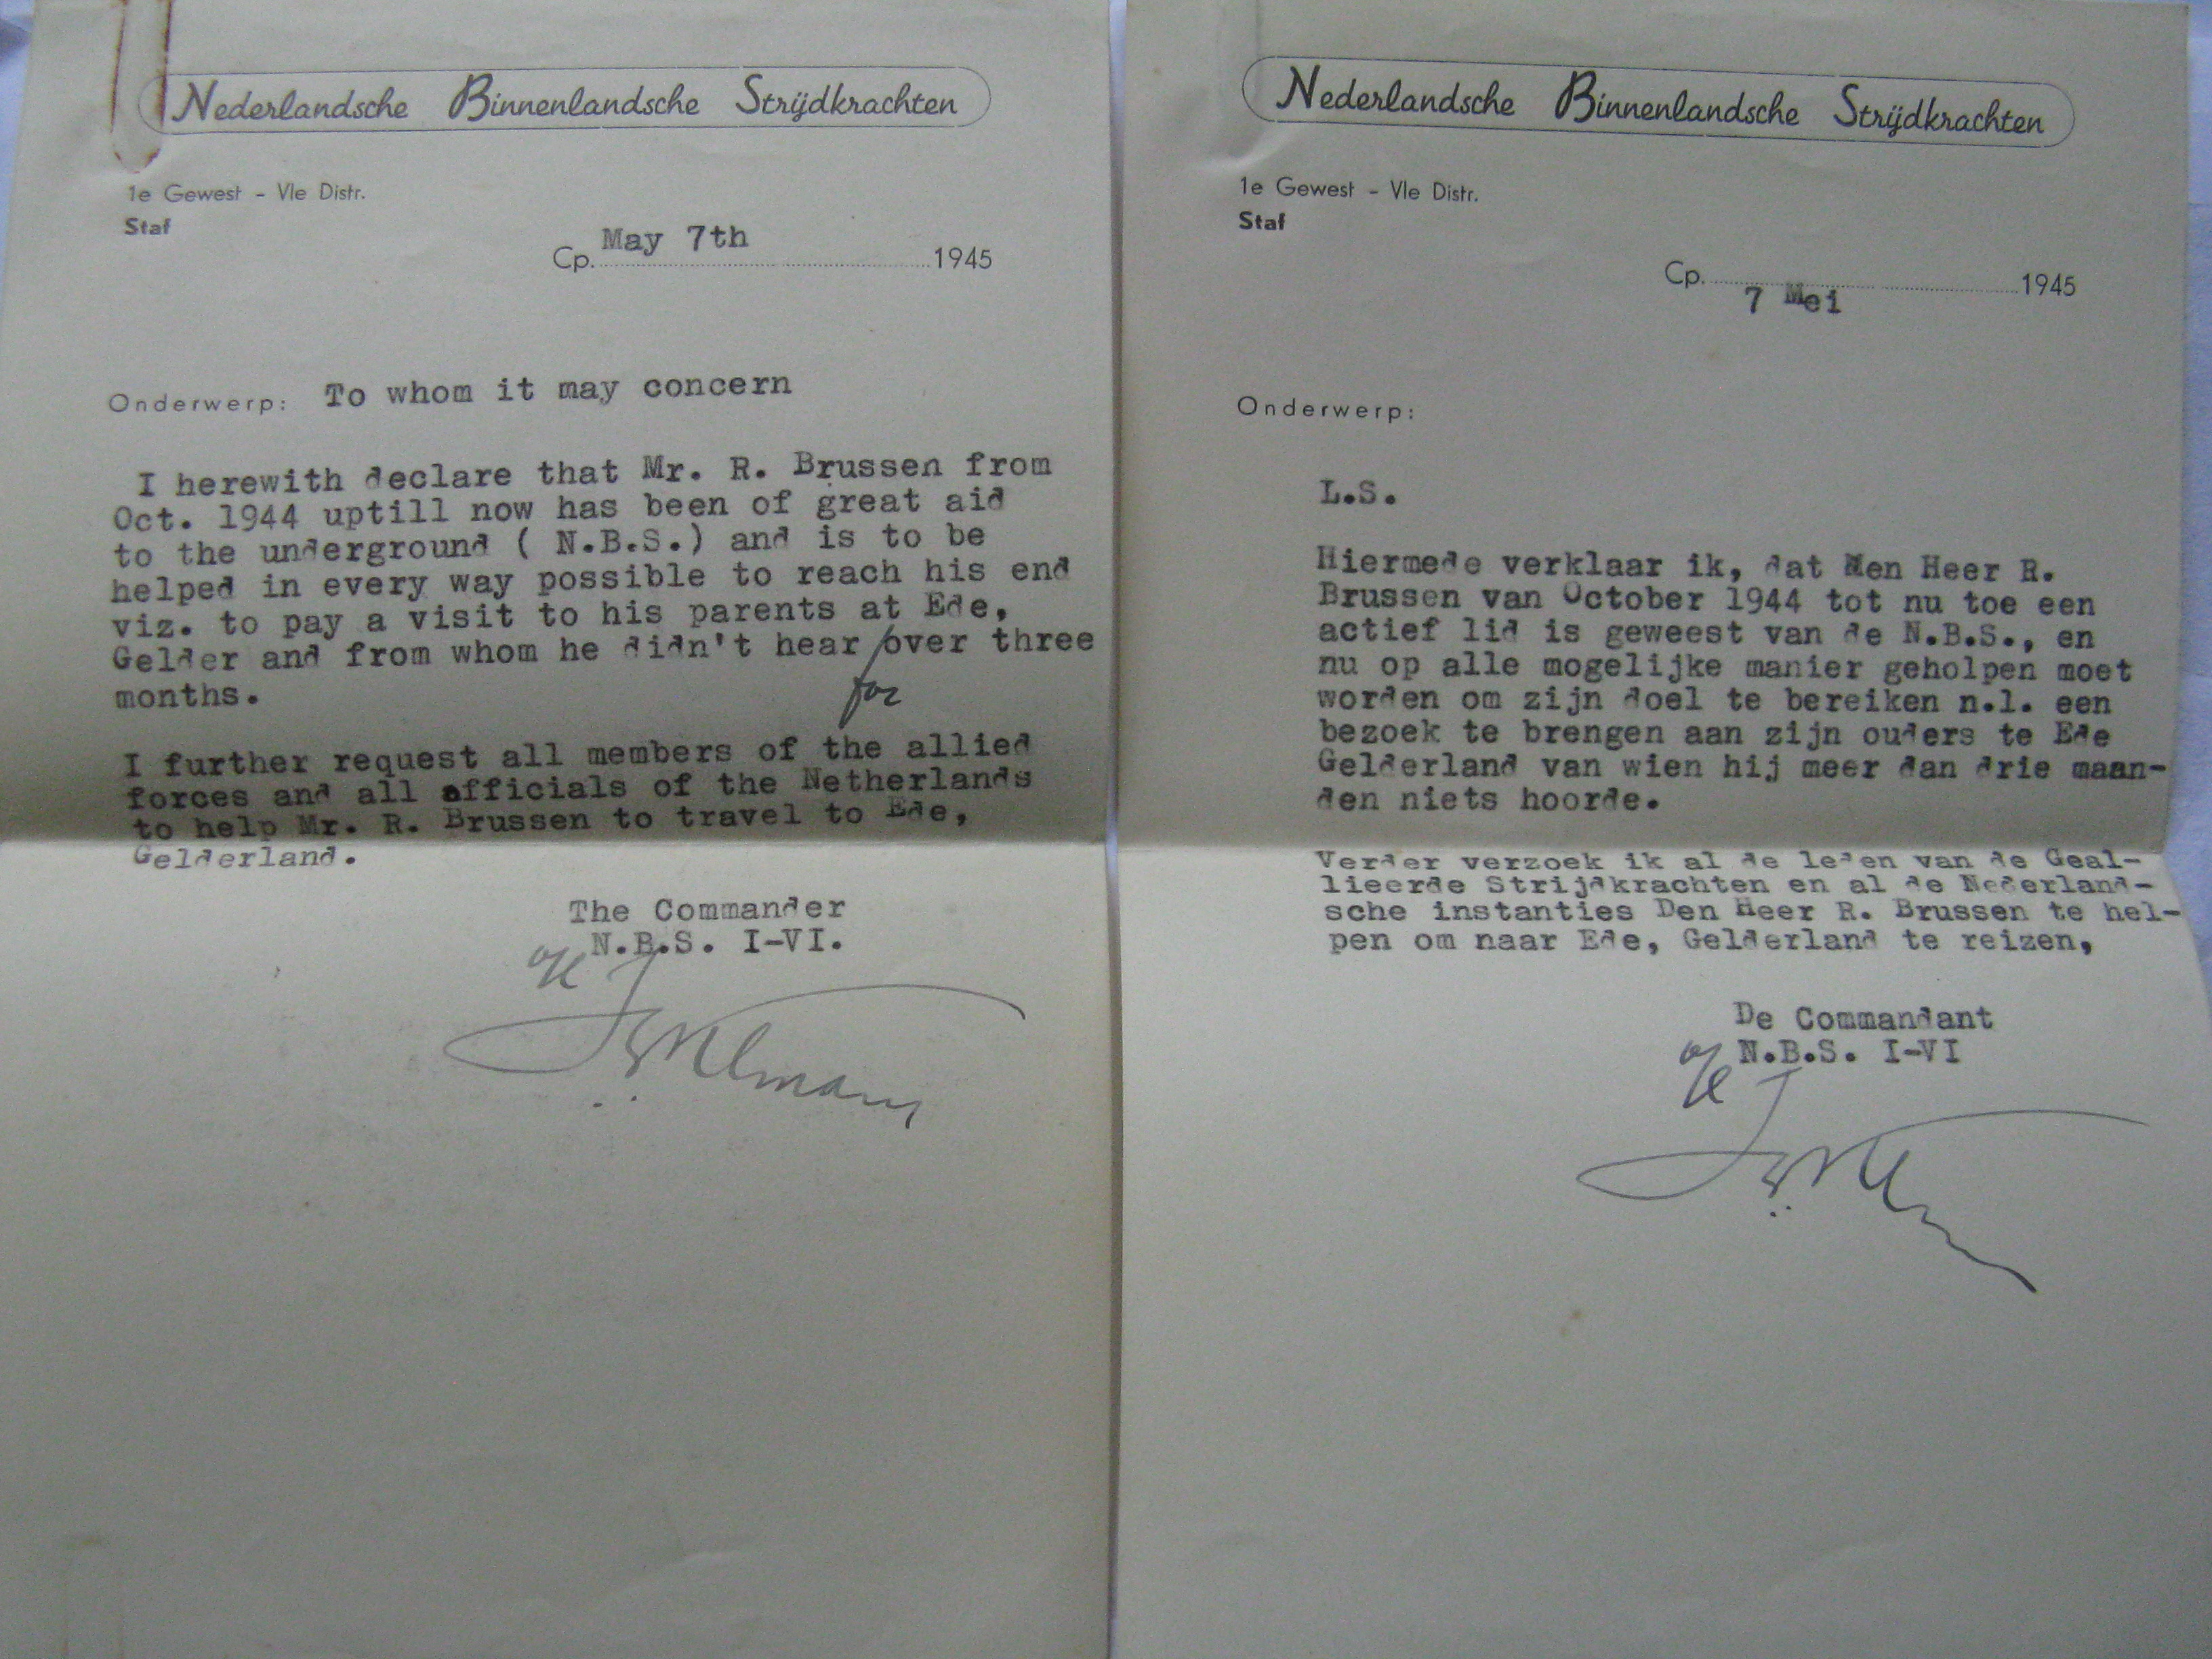 Nederlandsche Binnenlandsche Strijdkrachten
1e Gewest - VIe Distr.
Staf
May 7th
Cp. 1945
Onderwerp: To whom it may concern
I herewith declare that Mr. R. Brussen from
Oct. 1944 uptill now has been of great aid
to the underground ( N.B.S.) and is to be
helped in every way possible to reach his end
viz. to pay a visit to his parents at Ede,
Gelder and from whom he didn't hear /over three
for
months.
I further request all members of the allied
forces and all officials of the Netherlands
to help Mr. R. Brussen to travel to Ede,
Gelderland.
The Commander
N.B.S. I-VI.
Nederlandsche Binnenlandsche Strijdkrachten
1e Gewest - VIe Distr.
Staf
Cp. 1945
7 Mei
Onderwerp:
L.S.
Hiermede verklaar ik, dat Men Heer R.
Brussen van October 1944 tot nu toe een
actief lid is geweest van de N.B.S., en
nu op alle mogelijke manier geholpen moet
worden om zijn doel te bereiken n.l. een
bezoek te brengen aan zijn ouders te Ede
Gelderland van wien hij meer dan drie maan-
den niets hoorde.
Verder verzoek ik al de leden van de Geal-
lieerde Strijdkrachten en al de Nederland-
sche instanties Den Heer R. Brussen te hel-
pen om naar Ede, Gelderland te reizen,
De Commandant
N.B.S. I-VI